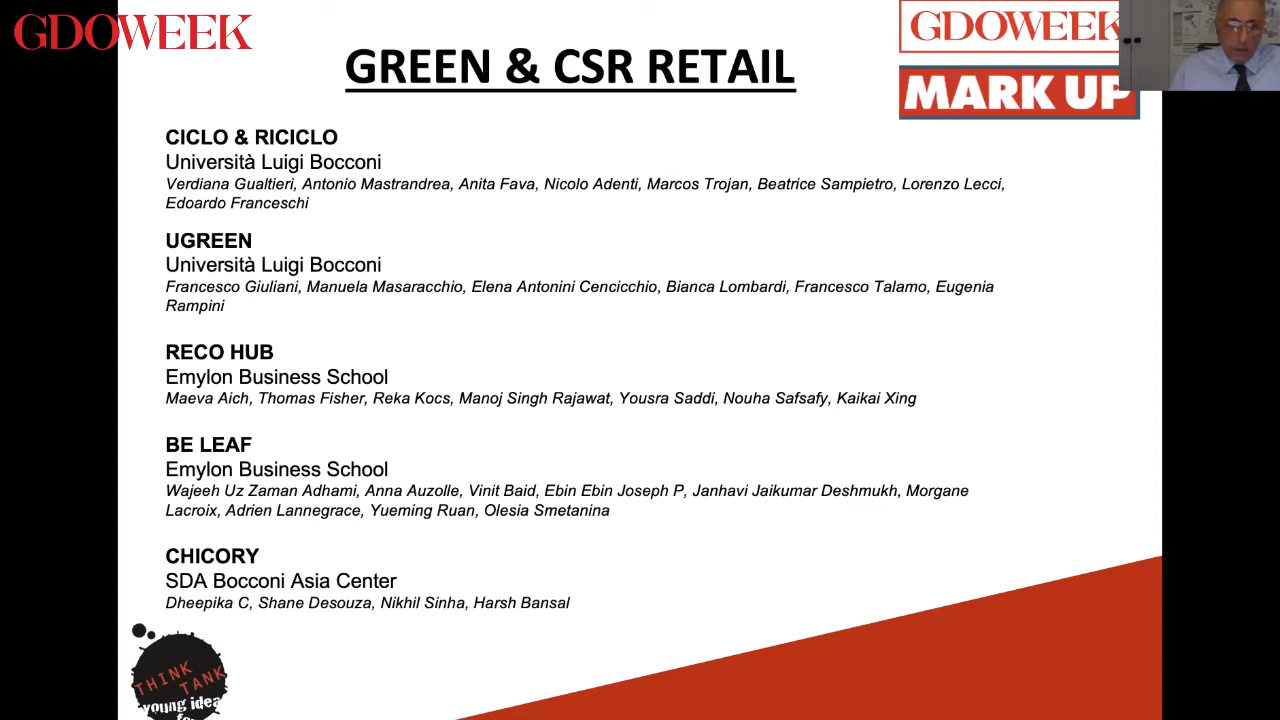 GDOWEEK
GREEN & CSR RETAIL
GDOWEEK
MARK UP
CICLO & RICICLO
Università Luigi Bocconi
Verdiana Gualtieri, Antonio Mastrandrea, Anita Fava, Nicolo Adenti, Marcos Trojan, Beatrice Sampietro, Lorenzo Lecci,
Edoardo Franceschi
UGREEN
Università Luigi Bocconi
Francesco Giuliani, Manuela Masaracchio, Elena Antonini Cencicchio, Bianca Lombardi, Francesco Talamo, Eugenia
Rampini
RECO HUB
Emylon Business School
Maeva Aich, Thomas Fisher, Reka Kocs, Manoj Singh Rajawat, Yousra Saddi, Nouha Safsafy, Kaikai Xing
BE LEAF
Emylon Business School
Wajeeh Uz Zaman Adhami, Anna Auzolle, Vinit Baid, Ebin Ebin Joseph P, Janhavi Jaikumar Deshmukh, Morgane
Lacroix, Adrien Lannegrace, Yueming Ruan, Olesia Smetanina
CHICORY
SDA Bocconi Asia Center
Dheepika C, Shane Desouza, Nikhil Sinha, Harsh Bansal
THINK
TANK
young idea